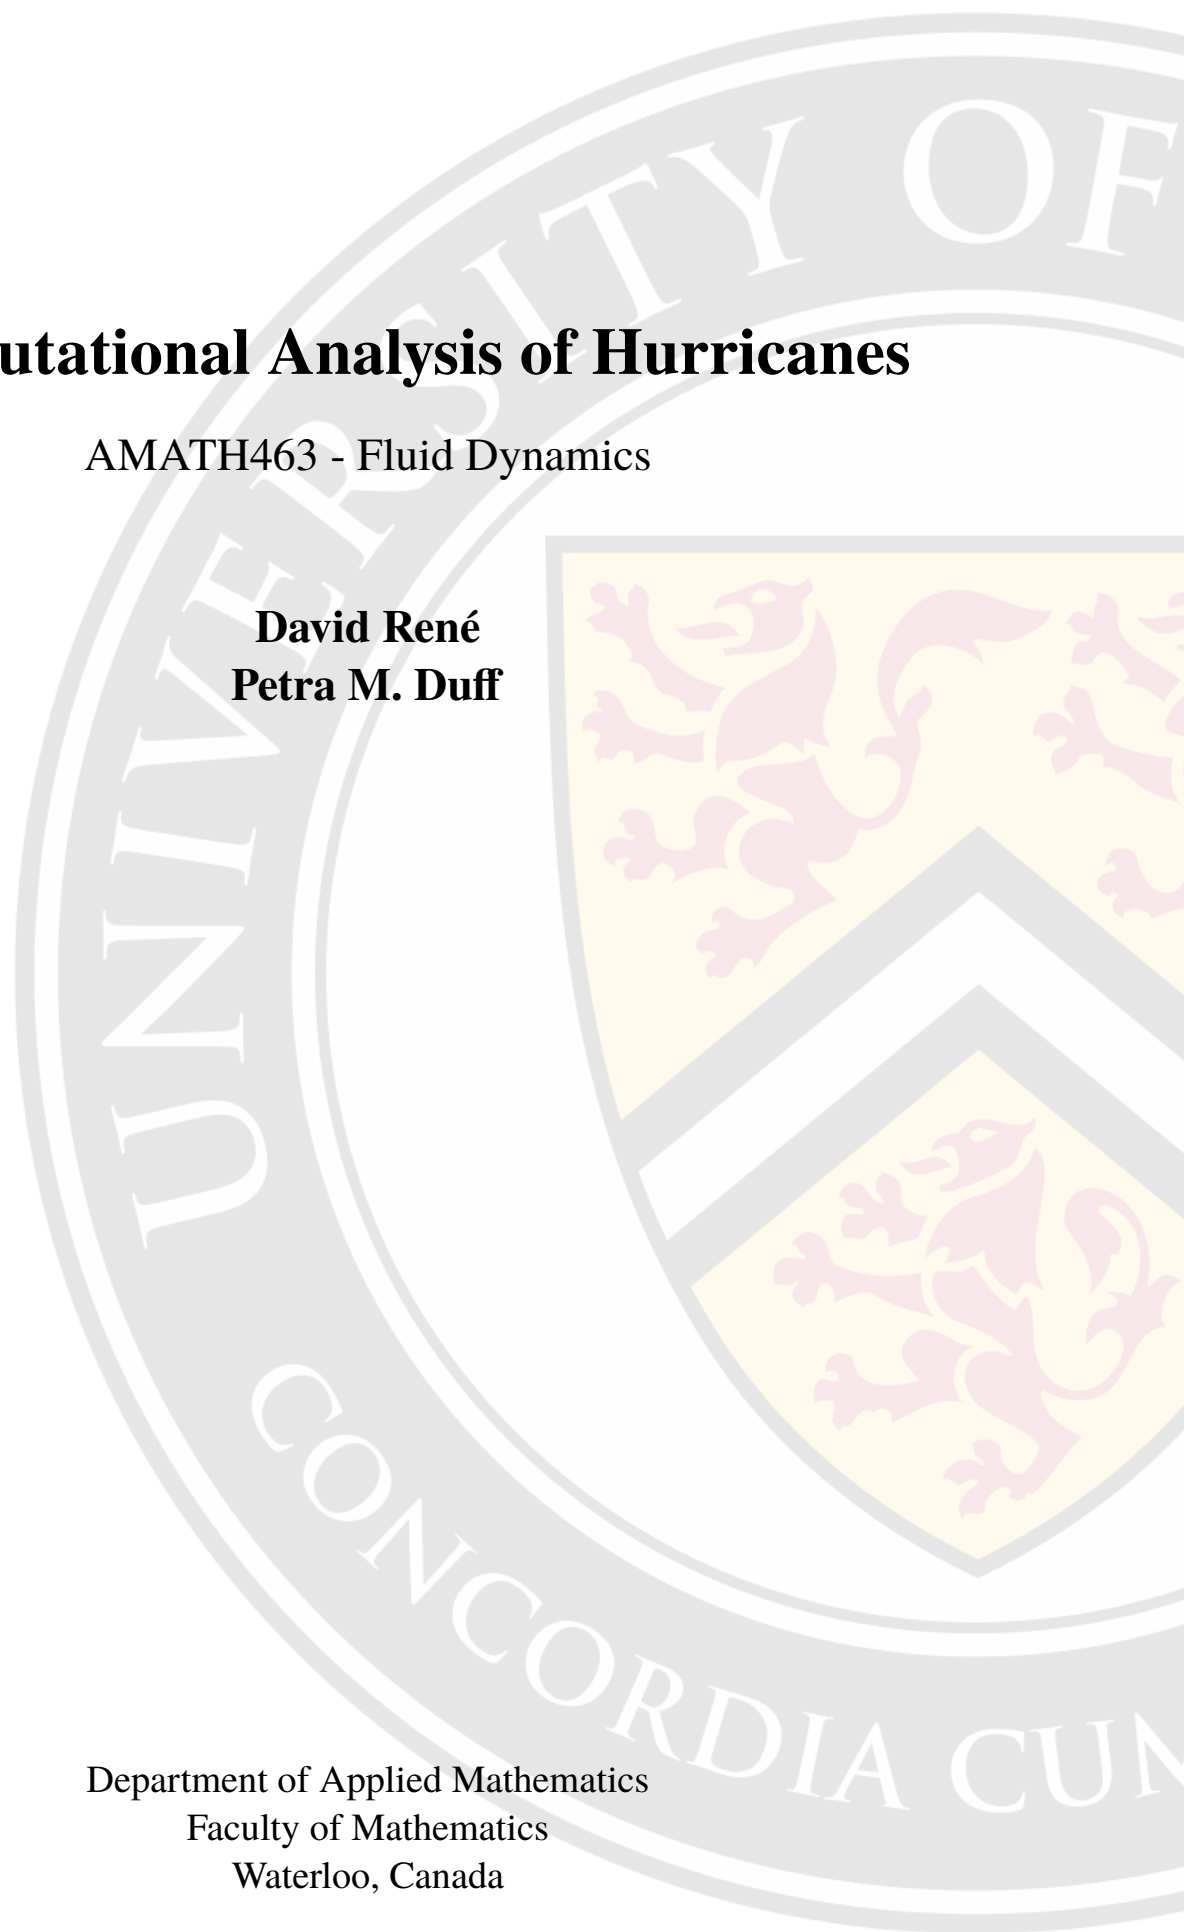 UNIVERSITY OF
utational Analysis of Hurricanes
AMATH463 - Fluid Dynamics
David René
Petra M. Duff
CONCORDIA CUM
Department of Applied Mathematics
Faculty of Mathematics
Waterloo, Canada